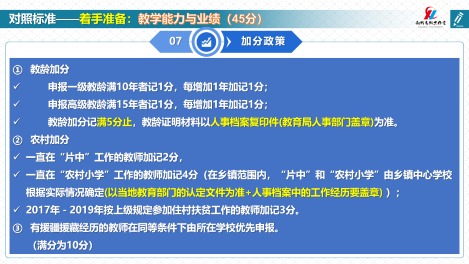 对照标准——着手准备：教学能力与业绩（45分）
07 加分政策
① 教龄加分
✓ 申报一级教龄满10年者记1分，每增加1年加记1分；
✓ 申报高级教龄满15年者记1分，每增加1年加记1分；
✓ 教龄加分记满5分止，教龄证明材料以人事档案复印件(教育局人事部门盖章)为准。
② 农村加分
✓ 一直在“片中”工作的教师加记2分，
✓ 一直在“农村小学”工作的教师加记4分（在乡镇范围内，“片中”和“农村小学”由乡镇中心学校
根据实际情况确定(以当地教育部门的认定文件为准+人事档案中的工作经历要盖章) ）；
✓ 2017年－2019年按上级规定参加住村扶贫工作的教师加记3分。
③ 有援疆援藏经历的教师在同等条件下由所在学校优先申报。
（满分为10分）